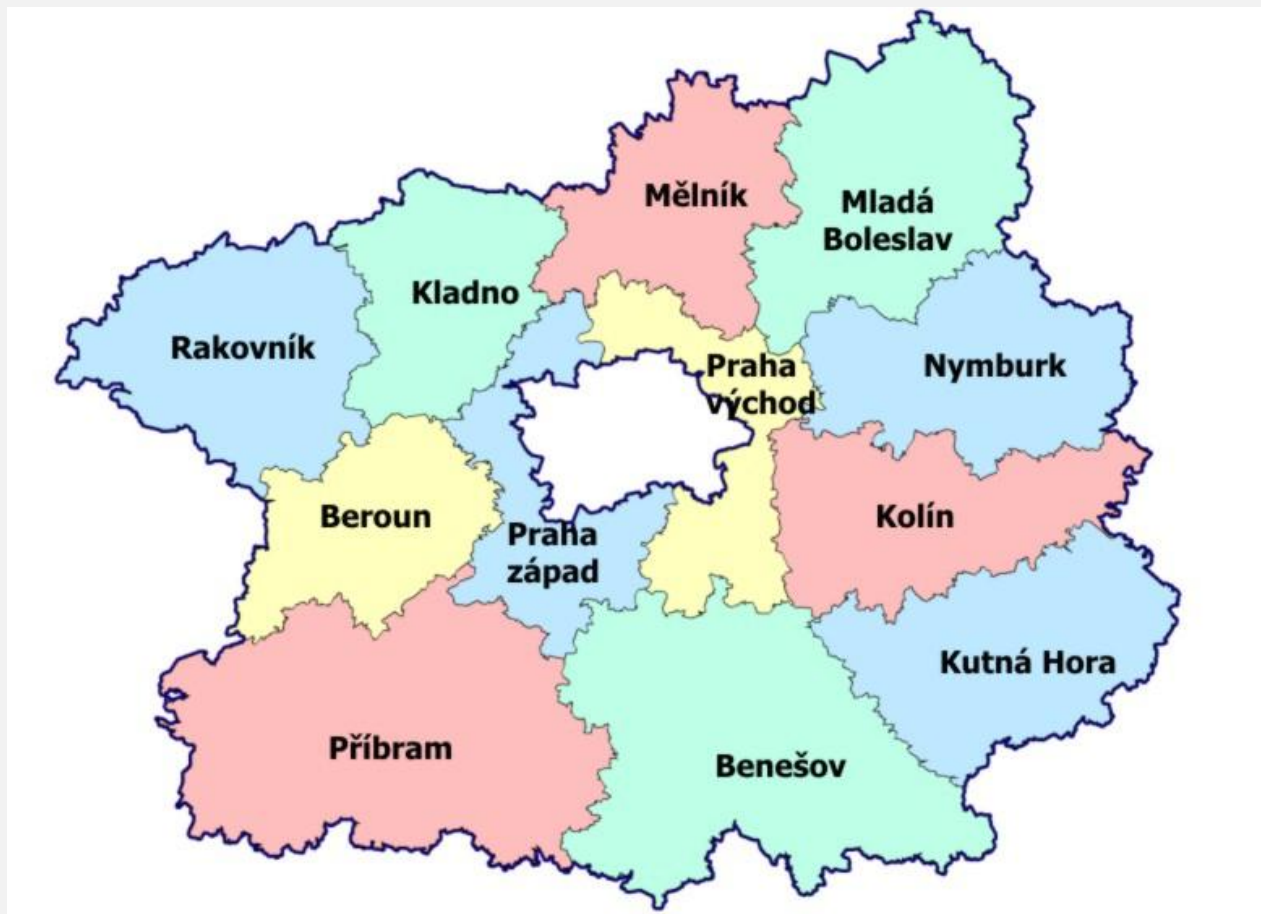 Mělník
Mladá
Boleslav
Kladno
Rakovník
Praha
východ
Nymburk
Beroun
Praha
západ
Kolín
Kutná Hora
Příbram
Benešov